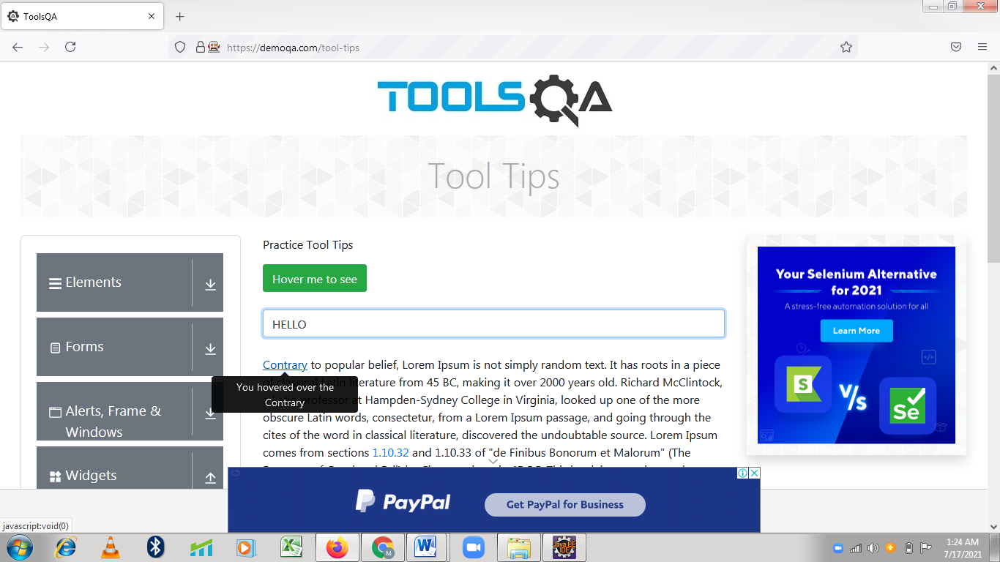 ToolsQA
https://demoqa.com/tool-tips
TOOLSQA
Tool Tips
Elements
Forms
Alerts, Frame &
Windows
Widgets
Practice Tool Tips
Hover me to see
HELLO
Contrary to popular belief, Lorem Ipsum is not simply random text. It has roots in a piece
of classical Latin literature from 45 BC, making it over 2000 years old. Richard McClintock,
a Latin professor at Hampden-Sydney College in Virginia, looked up one of the more
obscure Latin words, consectetur, from a Lorem Ipsum passage, and going through the
cites of the word in classical literature, discovered the undoubtable source. Lorem Ipsum
comes from sections 1.10.32 and 1.10.33 of "de Finibus Bonorum et Malorum" (The
You hovered over the
Contrary
Your Selenium Alternative
for 2021
A stress-free automation solution for all
Learn More
S
V/s
Se
PayPal
Get PayPal for Business
javascript:void(0)
M
Java EE
IDE
1:24 AM
7/17/2021